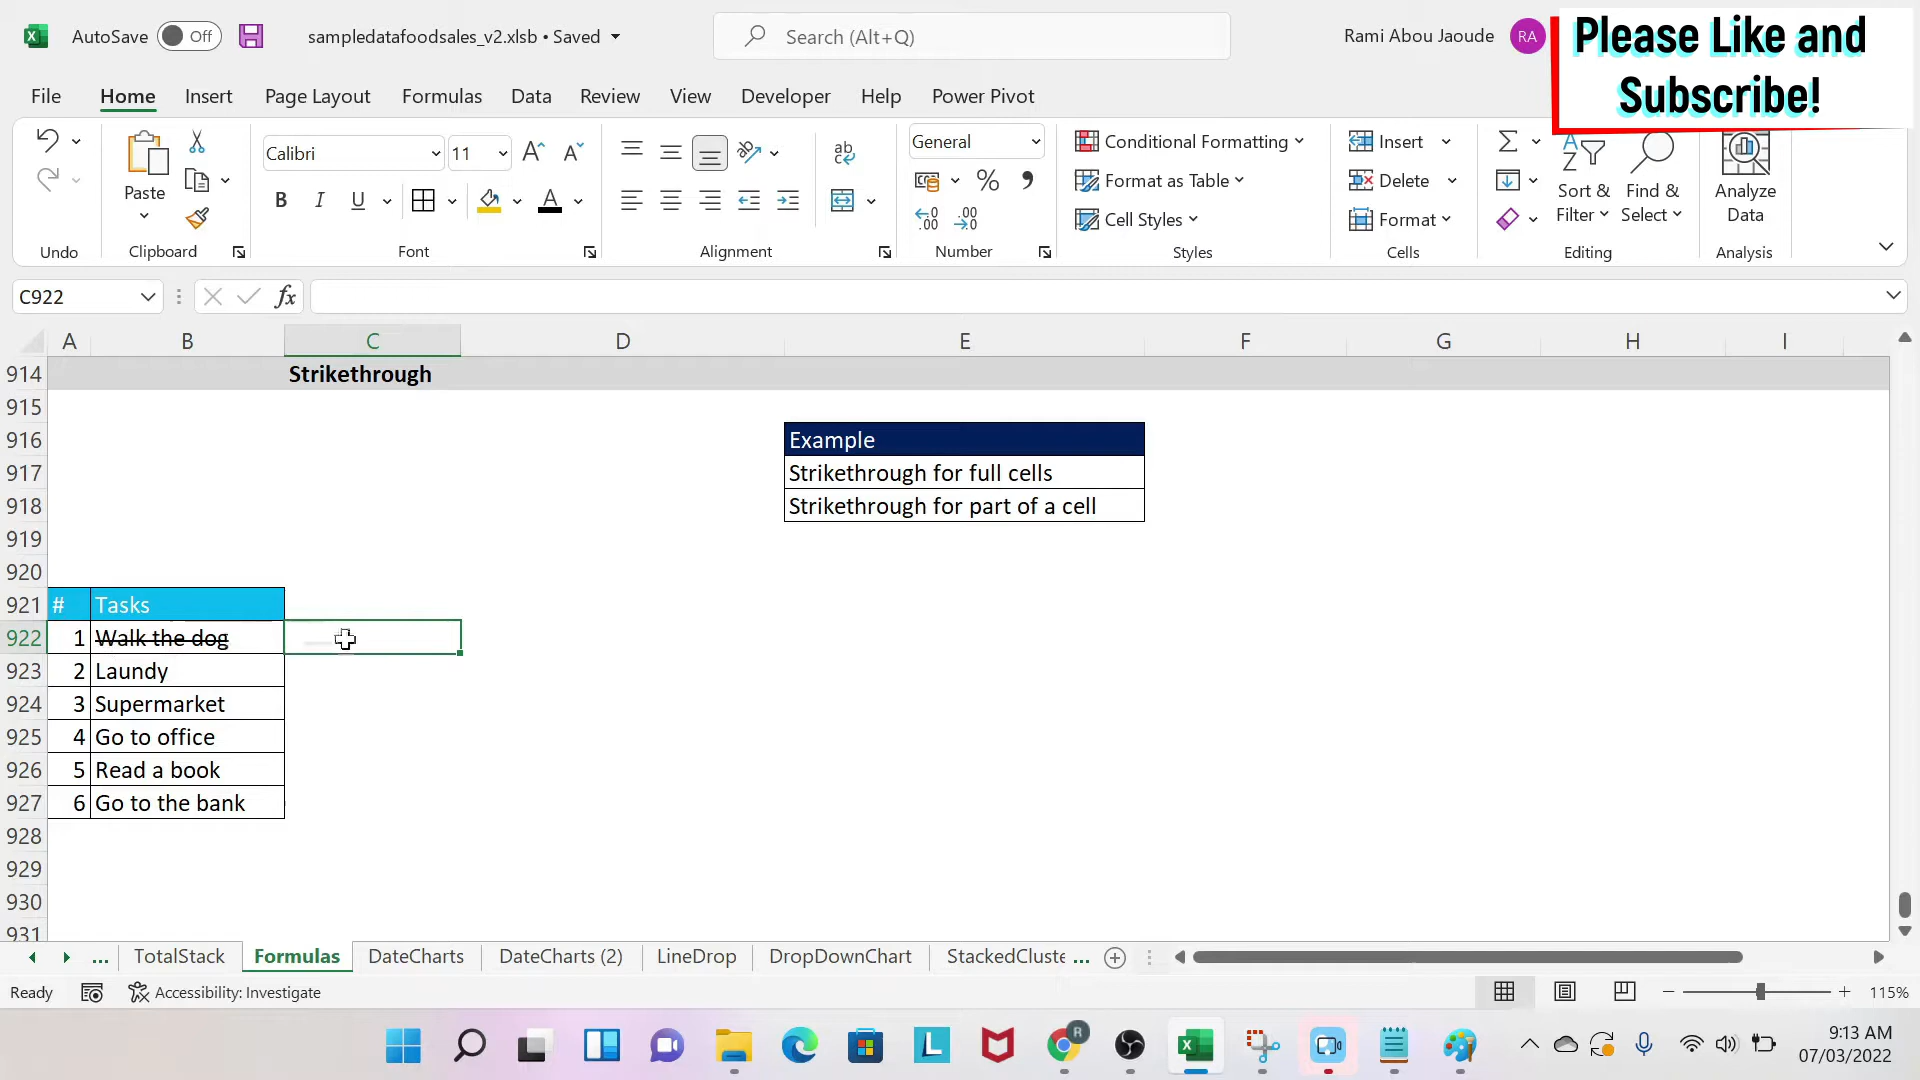 AutoSave Off sampledatafoodsales_v2.xlsb • Saved Search (Alt+Q) Rami Abou Jaoude RA
Please Like and
Subscribe!
File Home Insert Page Layout Formulas Data Review View Developer Help Power Pivot
Calibri 11 General Conditional Formatting Insert
Paste Format as Table Delete Sort & Filter Find & Select Analyze Data
Cell Styles Format
Undo Clipboard Font Alignment Number Styles Cells Editing Analysis
C922 fx
A B C D E F G H I
914 Strikethrough
915
916 Example
917 Strikethrough for full cells
918 Strikethrough for part of a cell
919
920
921 # Tasks
922 1 Walk the dog
923 2 Laundy
924 3 Supermarket
925 4 Go to office
926 5 Read a book
927 6 Go to the bank
928
929
930
931
... TotalStack Formulas DateCharts DateCharts (2) LineDrop DropDownChart StackedCluste ...
Ready Accessibility: Investigate 115%
9:13 AM
07/03/2022